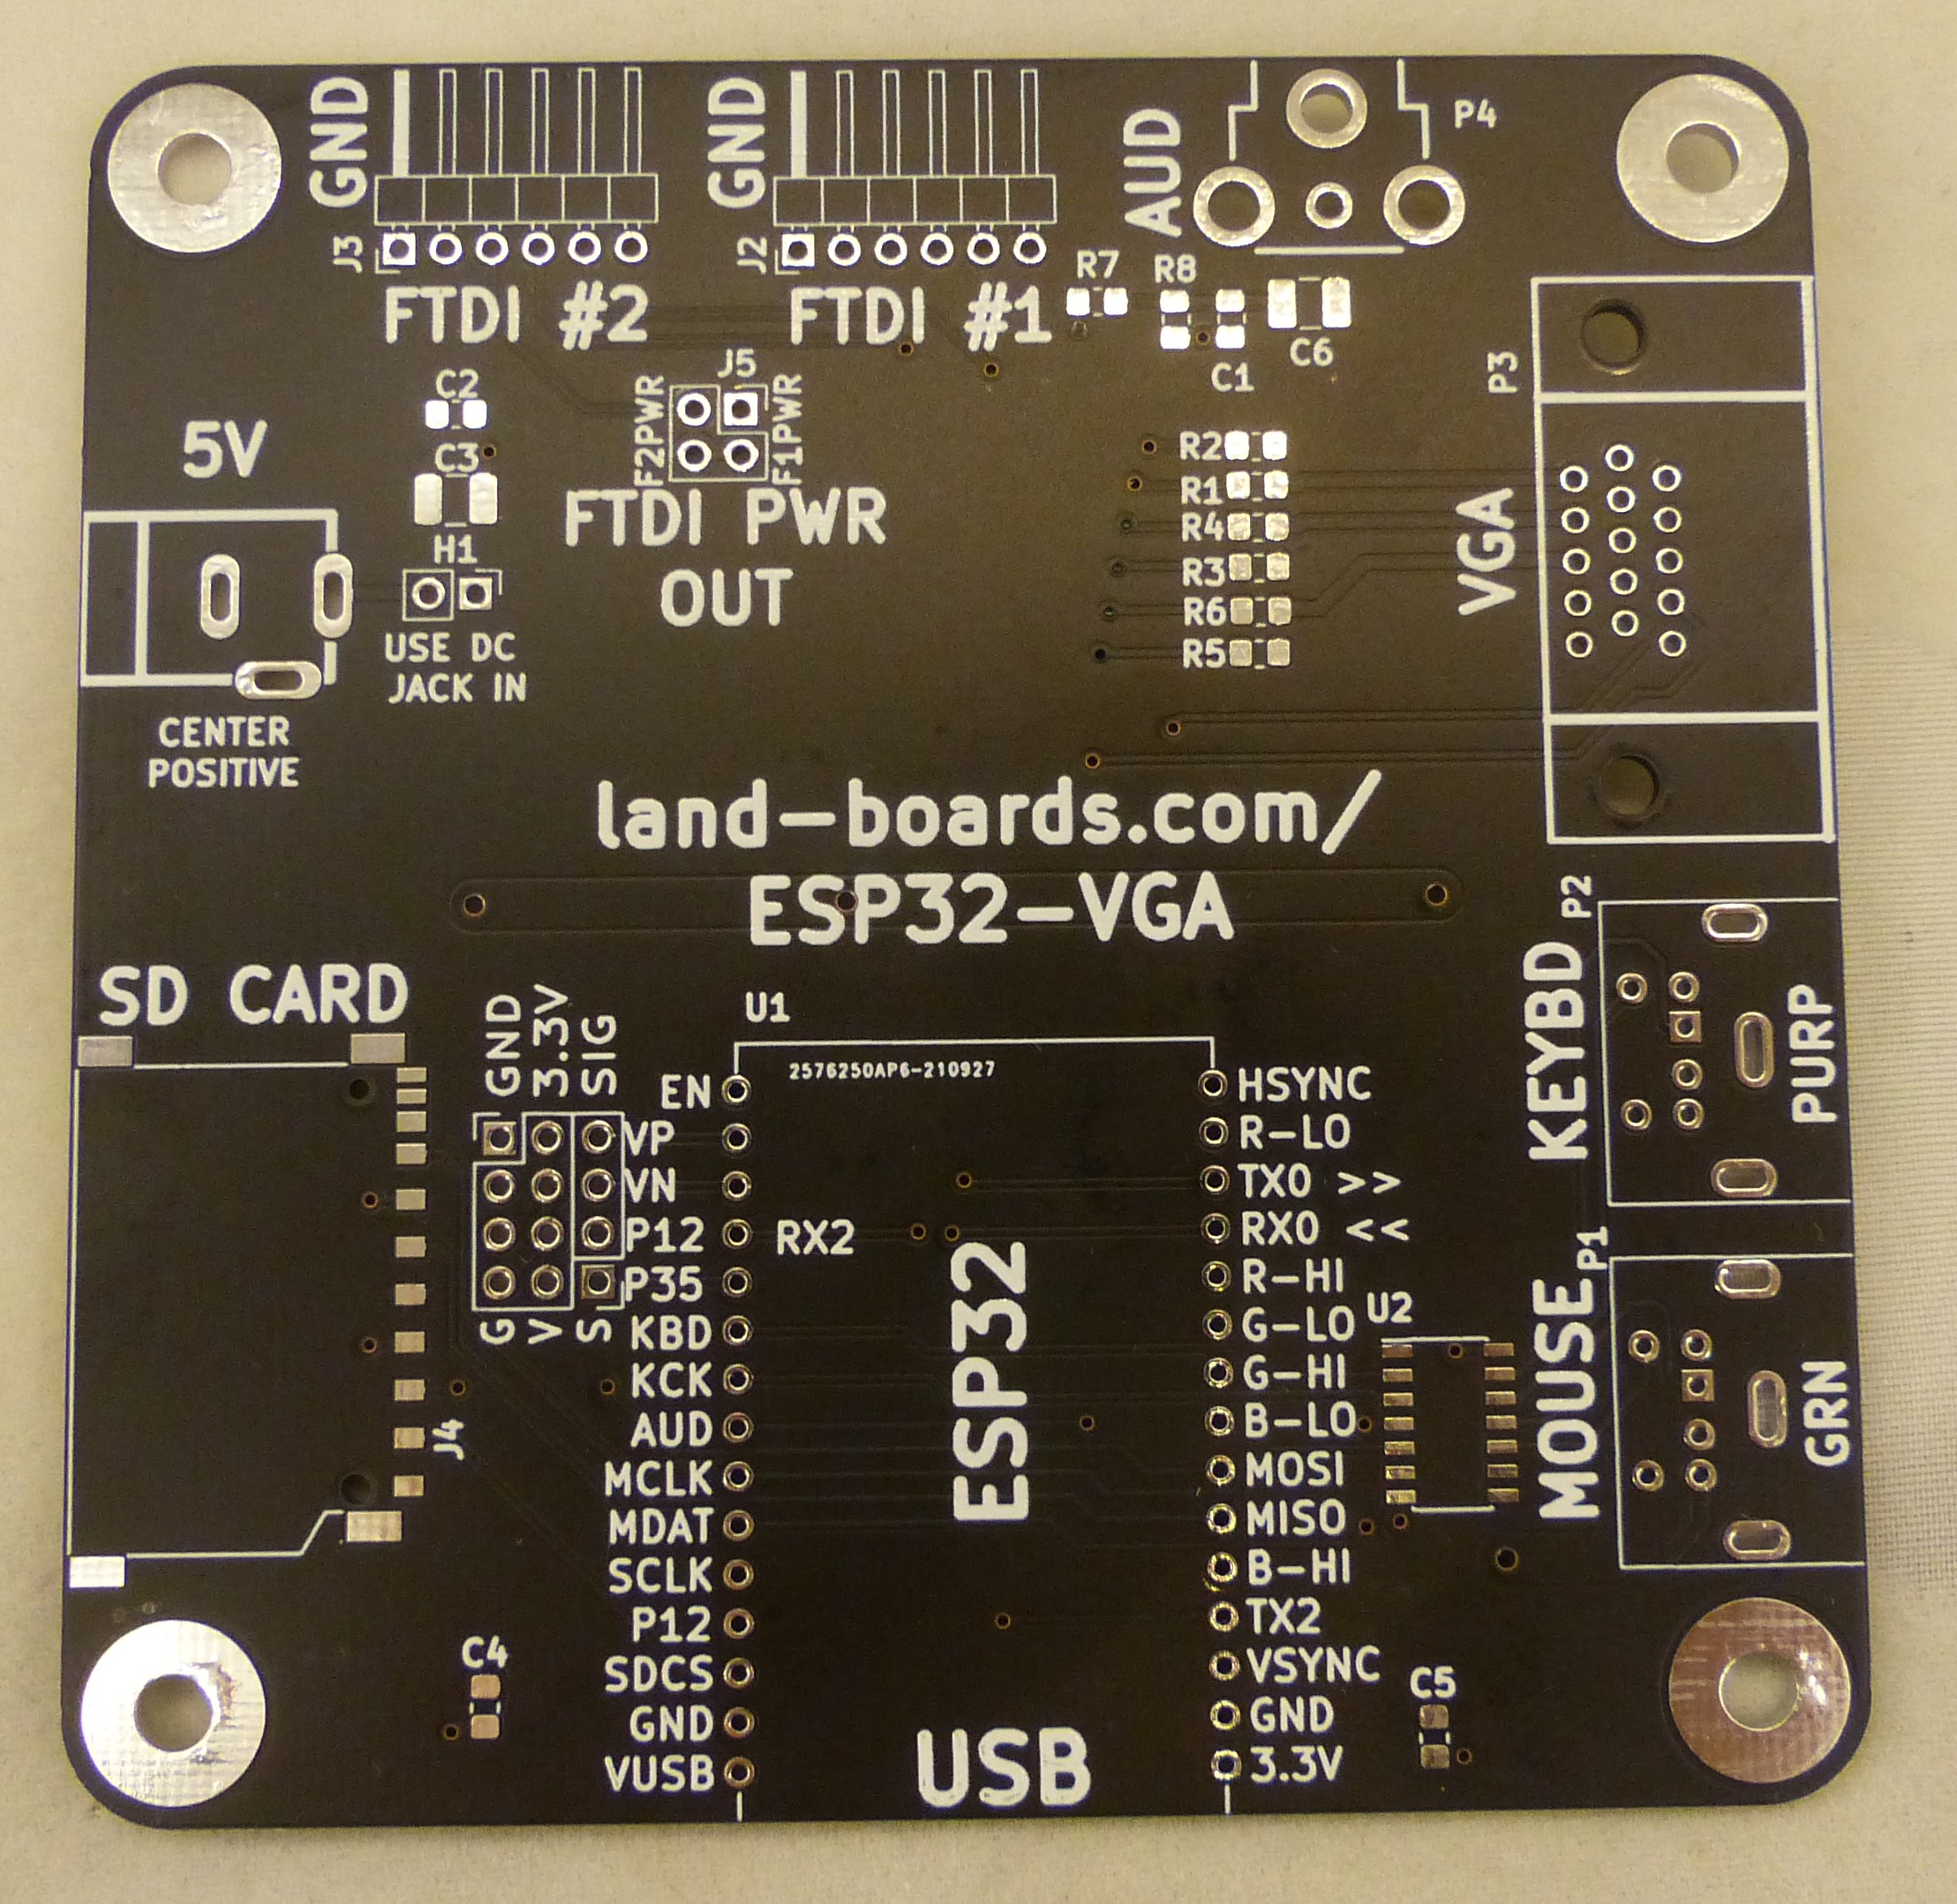 GND
GND
AUD
P4
J3
J2
FTDI #2
FTDI #1
R7
R8
C6
C1
C2
C3
J5
F2PWR
F1PWR
FTDI PWR
OUT
5V
H1
USE DC
JACK IN
CENTER
POSITIVE
R2
R1
R4
R3
R6
R5
P3
VGA
land-boards.com/
ESP32-VGA
SD CARD
GND
3.3V
SIG
U1
2576250AP6-210927
EN
VP
VN
P12
P35
G
V
S
KBD
KCK
AUD
MCLK
MDAT
SCLK
P12
SDCS
GND
VUSB
J4
RX2
ESP32
USB
HSYNC
R-LO
TX0 >>
RX0 <<
R-HI
G-LO
G-HI
B-LO
MOSI
MISO
B-HI
TX2
VSYNC
GND
3.3V
U2
P2
KEYBD
PURP
P1
MOUSE
GRN
C4
C5